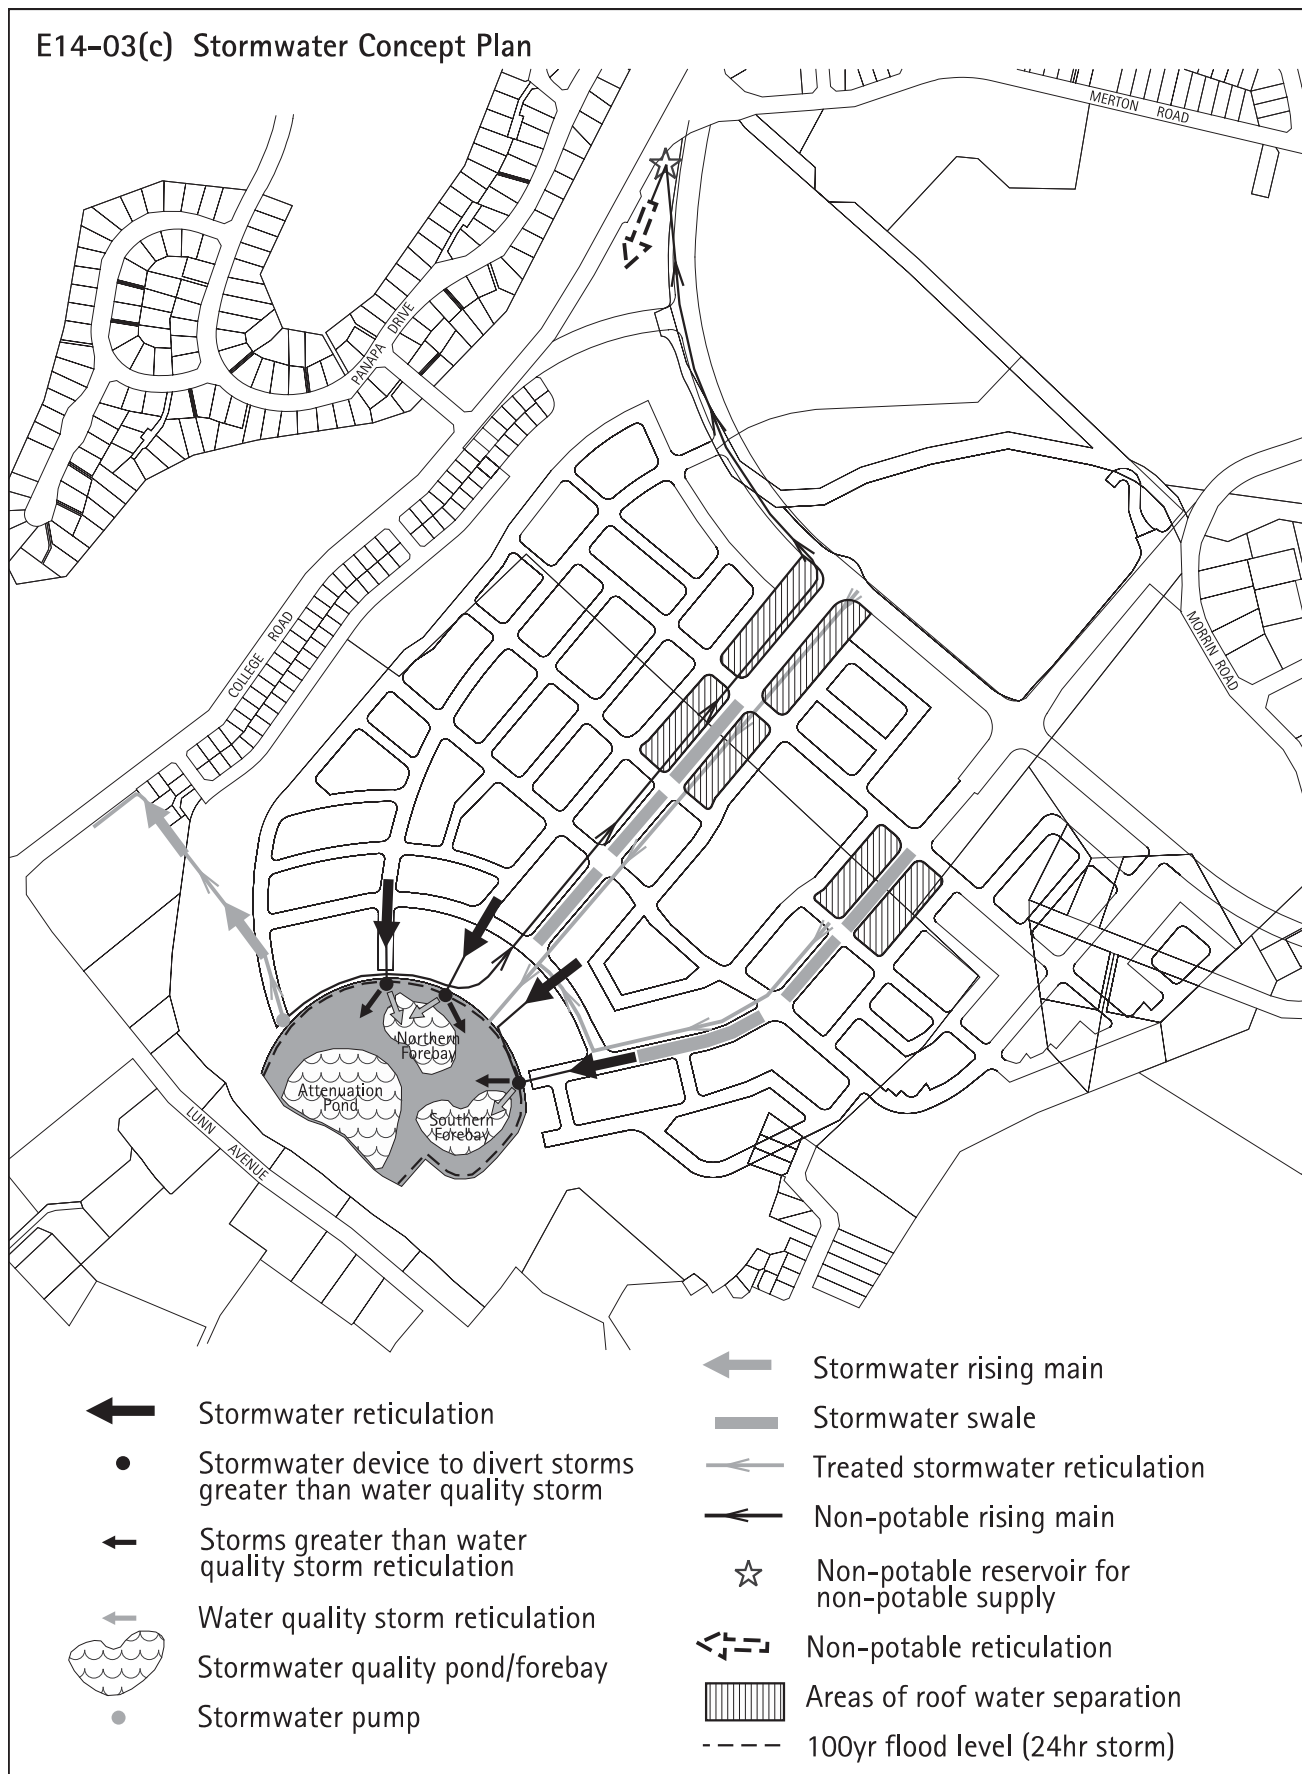 E14-03(c) Stormwater Concept Plan
MERTON ROAD
PANAPA DRIVE
COLLEGE ROAD
MORRIN ROAD
Northern
Forebay
Attenuation
Pond
Southern
Forebay
LUNN AVENUE
Stormwater reticulation
Stormwater device to divert storms
greater than water quality storm
Storms greater than water
quality storm reticulation
Water quality storm reticulation
Stormwater quality pond/forebay
Stormwater pump
Stormwater rising main
Stormwater swale
Treated stormwater reticulation
Non-potable rising main
Non-potable reservoir for
non-potable supply
Non-potable reticulation
Areas of roof water separation
100yr flood level (24hr storm)